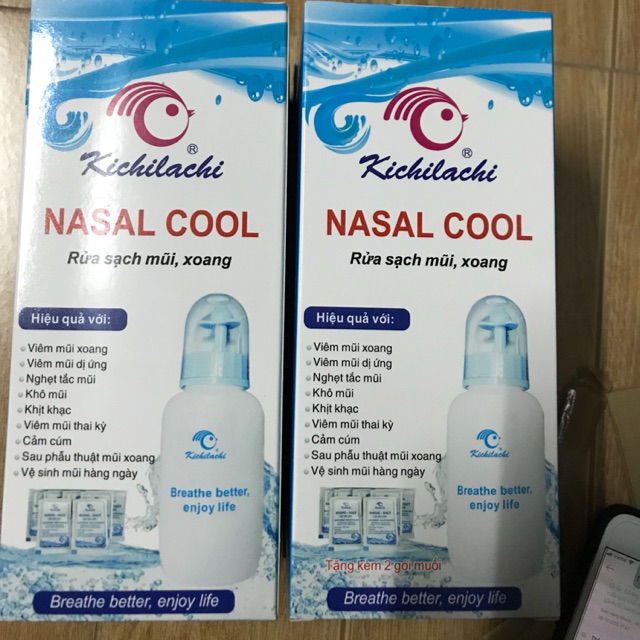 Kichilachi ®
NASAL COOL
Rửa sạch mũi, xoang
Hiệu quả với:
Viêm mũi xoang
Viêm mũi dị ứng
Nghẹt tắc mũi
Khô mũi
Khịt khạc
Viêm mũi thai kỳ
Cảm cúm
Sau phẫu thuật mũi xoang
Vệ sinh mũi hàng ngày
Kichilachi
Breathe better,
enjoy life
Breathe better, enjoy life
Kichilachi ®
NASAL COOL
Rửa sạch mũi, xoang
Hiệu quả với:
Viêm mũi xoang
Viêm mũi dị ứng
Nghẹt tắc mũi
Khô mũi
Khịt khạc
Viêm mũi thai kỳ
Cảm cúm
Sau phẫu thuật mũi xoang
Vệ sinh mũi hàng ngày
Kichilachi
Breathe better,
enjoy life
Tặng kèm 2 gói muối
Breathe better, enjoy life